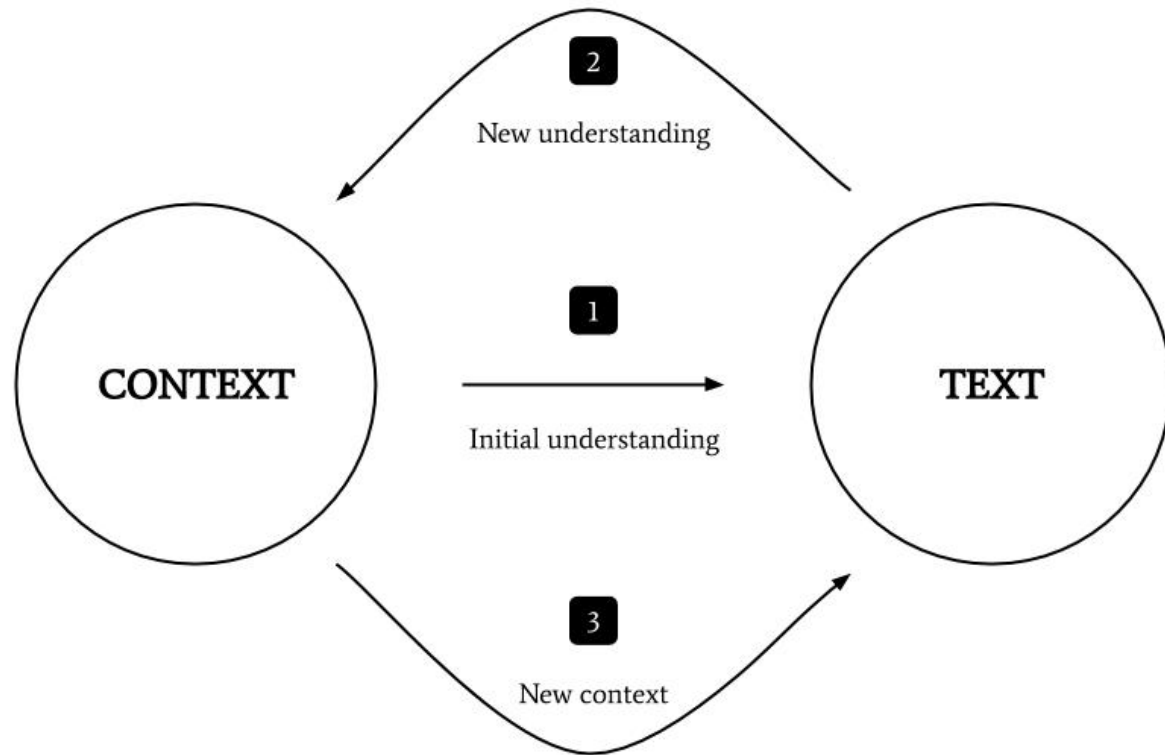 2
New understanding
1
CONTEXT
TEXT
Initial understanding
3
New context